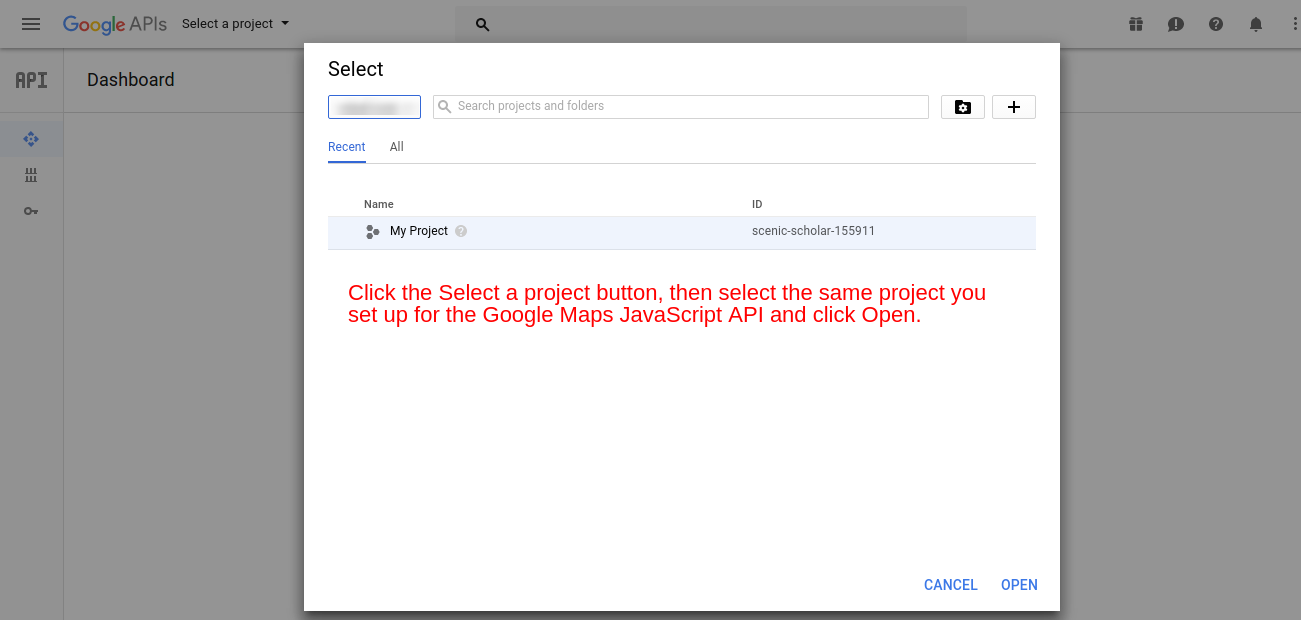 Google APIs
Select a project
API
Dashboard
Select
Search projects and folders
Recent
All
Name
ID
My Project
scenic-scholar-155911
Click the Select a project button, then select the same project you
set up for the Google Maps JavaScript API and click Open.
CANCEL
OPEN